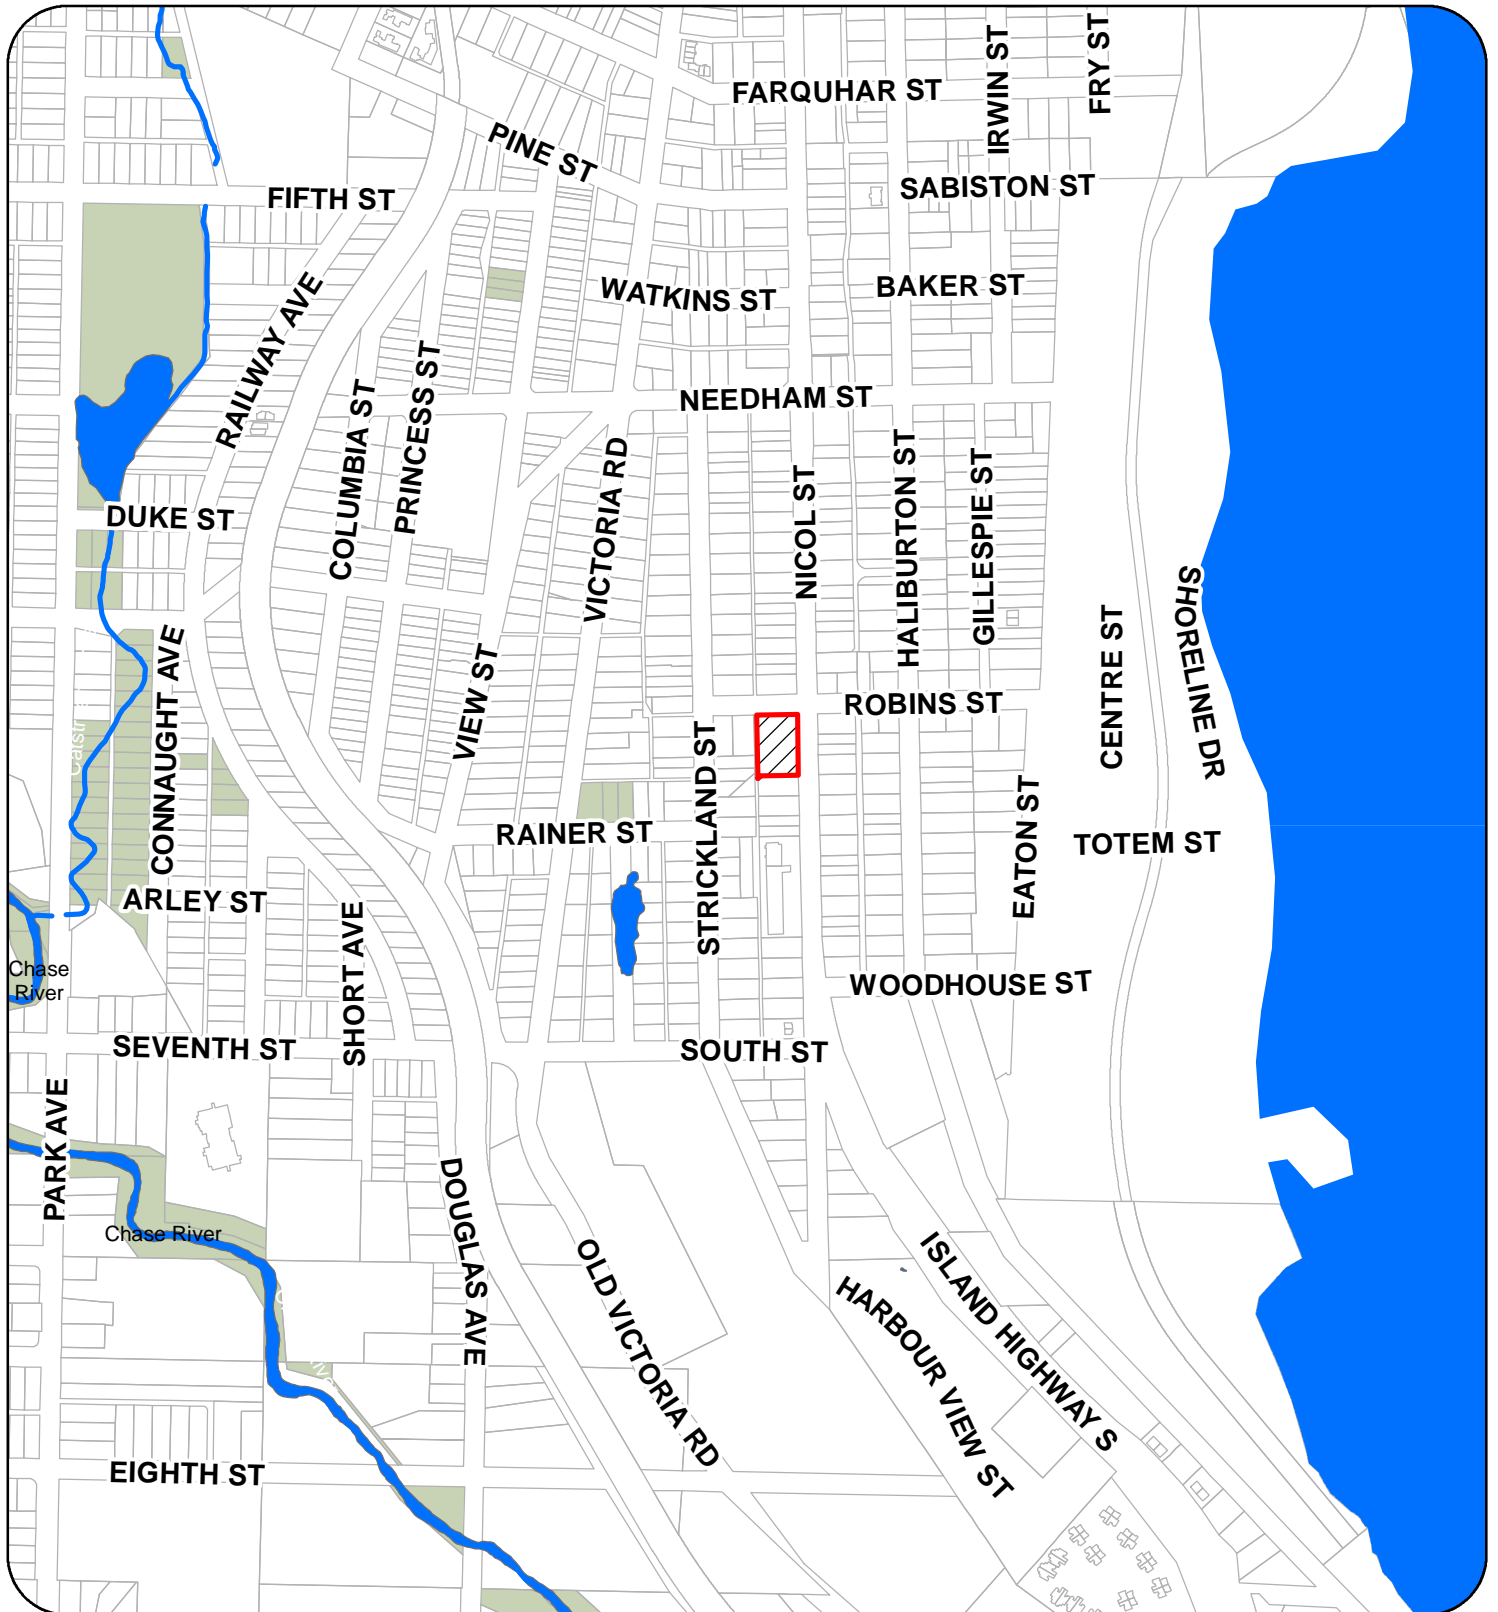 FARQUHAR ST
IRWIN ST
FRY ST
PINE ST
FIFTH ST
SABISTON ST
WATKINS ST
BAKER ST
RAILWAY AVE
COLUMBIA ST
PRINCESS ST
NEEDHAM ST
VICTORIA RD
NICOL ST
HALIBURTON ST
GILLESPIE ST
DUKE ST
SHORELINE DR
CENTRE ST
CONNAUGHT AVE
VIEW ST
ROBINS ST
STRICKLAND ST
EATON ST
RAINER ST
TOTEM ST
ARLEY ST
SHORT AVE
Chase
River
WOODHOUSE ST
SEVENTH ST
SOUTH ST
PARK AVE
DOUGLAS AVE
Chase River
OLD VICTORIA RD
ISLAND HIGHWAY S
HARBOUR VIEW ST
EIGHTH ST